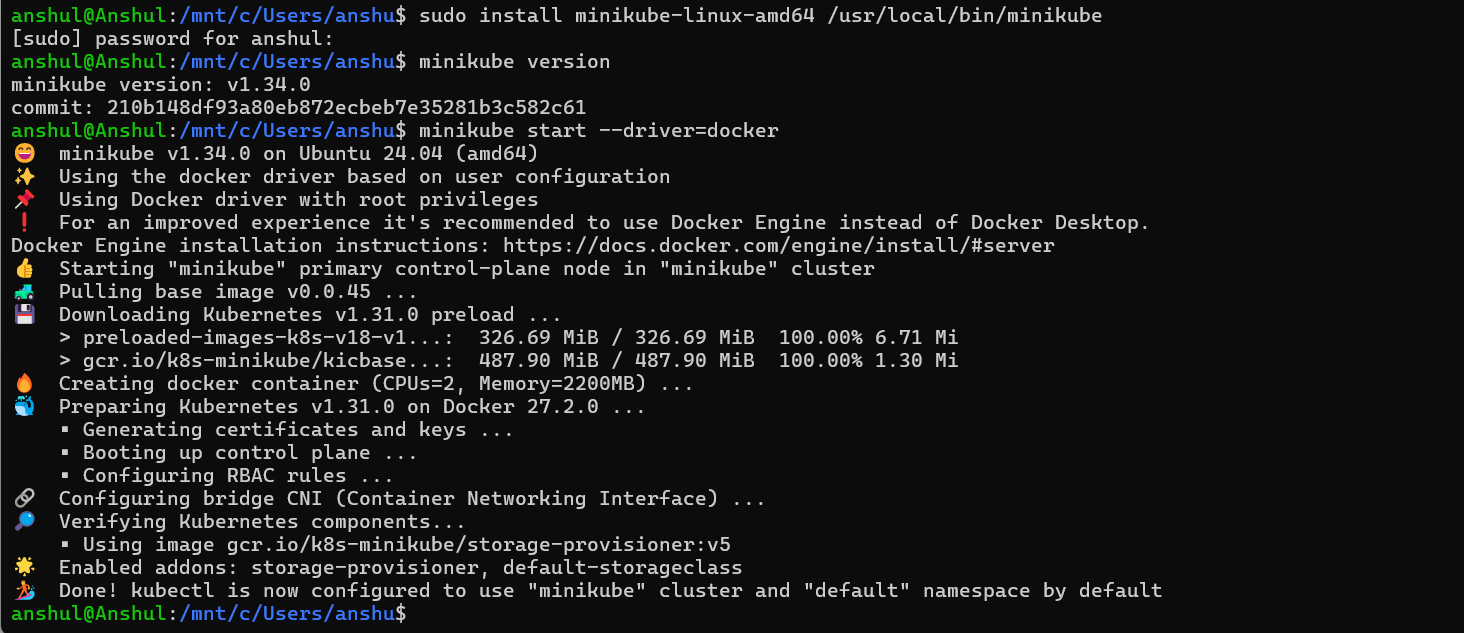 anshul@Anshul:/mnt/c/Users/anshu$ sudo install minikube-linux-amd64 /usr/local/bin/minikube
[sudo] password for anshul:
anshul@Anshul:/mnt/c/Users/anshu$ minikube version
minikube version: v1.34.0
commit: 210b148df93a80eb872ecbeb7e35281b3c582c61
anshul@Anshul:/mnt/c/Users/anshu$ minikube start --driver=docker
😄  minikube v1.34.0 on Ubuntu 24.04 (amd64)
✨  Using the docker driver based on user configuration
📌  Using Docker driver with root privileges
❗  For an improved experience it's recommended to use Docker Engine instead of Docker Desktop.
Docker Engine installation instructions: https://docs.docker.com/engine/install/#server
👍  Starting "minikube" primary control-plane node in "minikube" cluster
🚜  Pulling base image v0.0.45 ...
💾  Downloading Kubernetes v1.31.0 preload ...
    > preloaded-images-k8s-v18-v1...:  326.69 MiB / 326.69 MiB  100.00% 6.71 Mi
    > gcr.io/k8s-minikube/kicbase...:  487.90 MiB / 487.90 MiB  100.00% 1.30 Mi
🔥  Creating docker container (CPUs=2, Memory=2200MB) ...
🐳  Preparing Kubernetes v1.31.0 on Docker 27.2.0 ...
    ▪ Generating certificates and keys ...
    ▪ Booting up control plane ...
    ▪ Configuring RBAC rules ...
🔗  Configuring bridge CNI (Container Networking Interface) ...
🔎  Verifying Kubernetes components...
    ▪ Using image gcr.io/k8s-minikube/storage-provisioner:v5
🌟  Enabled addons: storage-provisioner, default-storageclass
🏄  Done! kubectl is now configured to use "minikube" cluster and "default" namespace by default
anshul@Anshul:/mnt/c/Users/anshu$